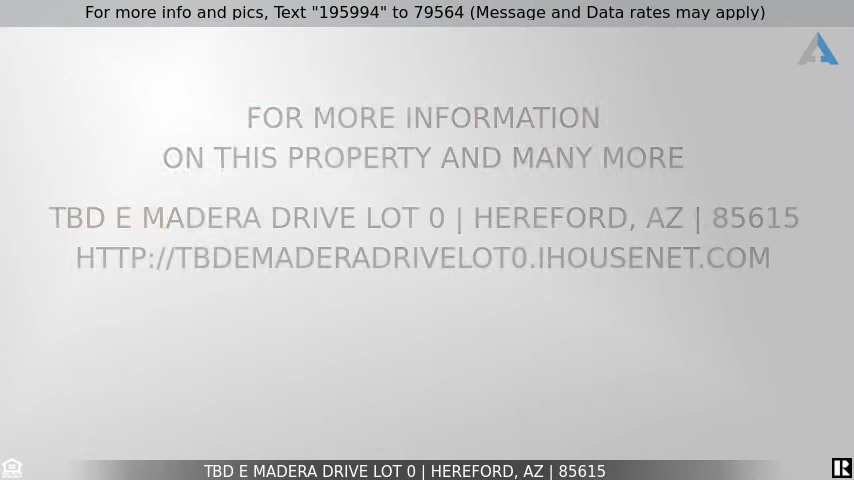 For more info and pics, Text "195994" to 79564 (Message and Data rates may apply)
FOR MORE INFORMATION
ON THIS PROPERTY AND MANY MORE
TBD E MADERA DRIVE LOT 0 | HEREFORD, AZ | 85615
HTTP://TBDEMADERADRIVELOT0.IHOUSENET.COM
TBD E MADERA DRIVE LOT 0 | HEREFORD, AZ | 85615